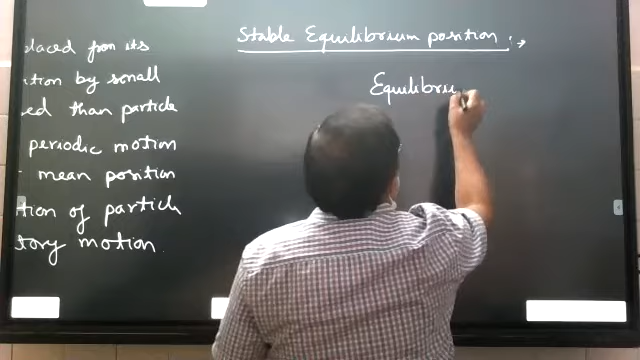 Stable Equilibrium position :→
Equilibriu
laced from its
tion by small
ed than particle
periodic motion
mean position
tion of particle
tory motion.